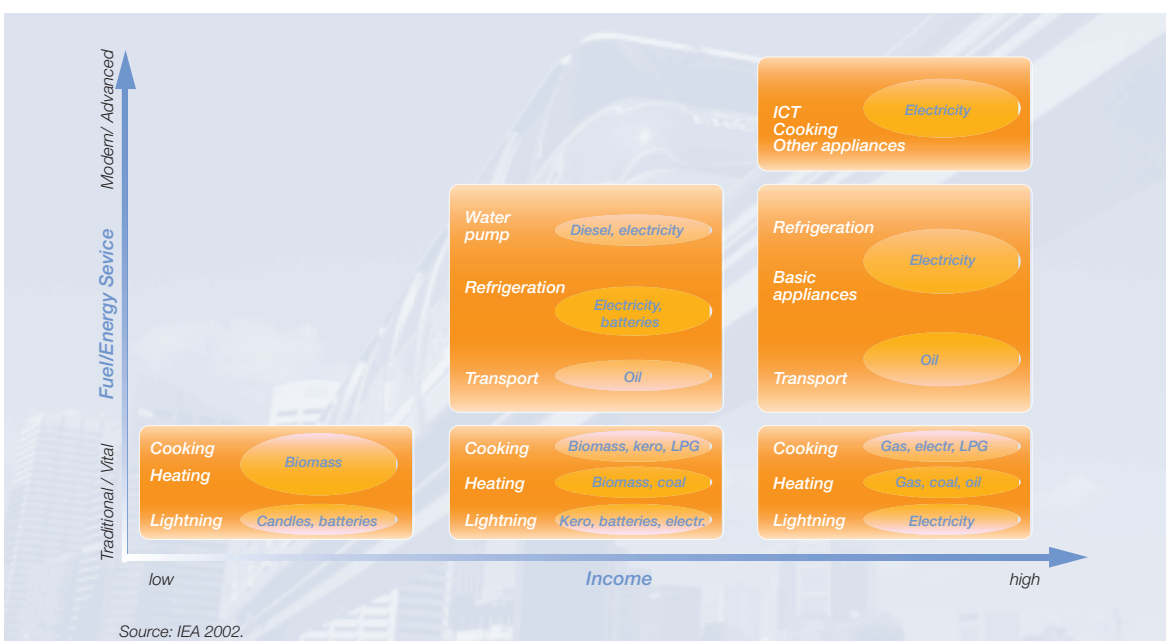 Modern/ Advanced
Fuel/Energy Sevice
Traditional / Vital
ICT
Cooking
Other appliances
Electricity
Water
pump
Diesel, electricity
Refrigeration
Electricity,
batteries
Transport
Oil
Refrigeration
Electricity
Basic
appliances
Transport
Oil
Cooking
Heating
Biomass
Lightning
Candles, batteries
Cooking
Biomass, kero, LPG
Heating
Biomass, coal
Lightning
Kero, batteries, electr.
Cooking
Gas, electr, LPG
Heating
Gas, coal, oil
Lightning
Electricity
low
Income
high
Source: IEA 2002.